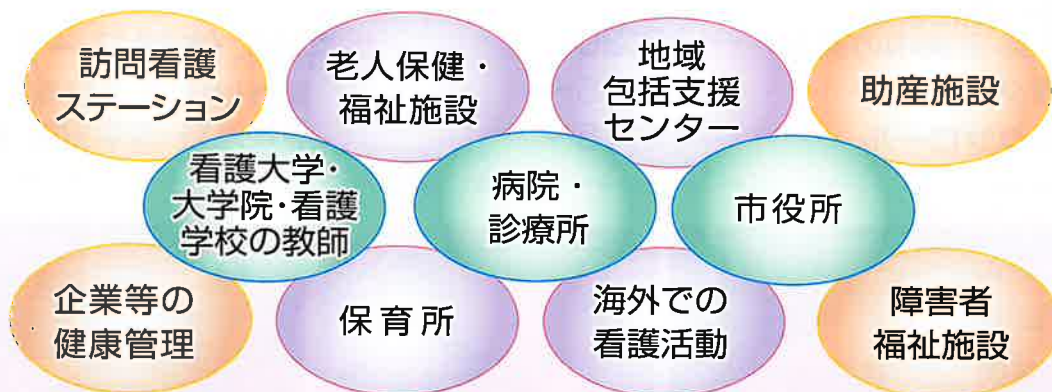 訪問看護
ステーション
老人保健・
福祉施設
地域
包括支援
センター
助産施設
看護大学・
大学院・看護
学校の教師
病院・
診療所
市役所
企業等の
健康管理
保育所
海外での
看護活動
障害者
福祉施設